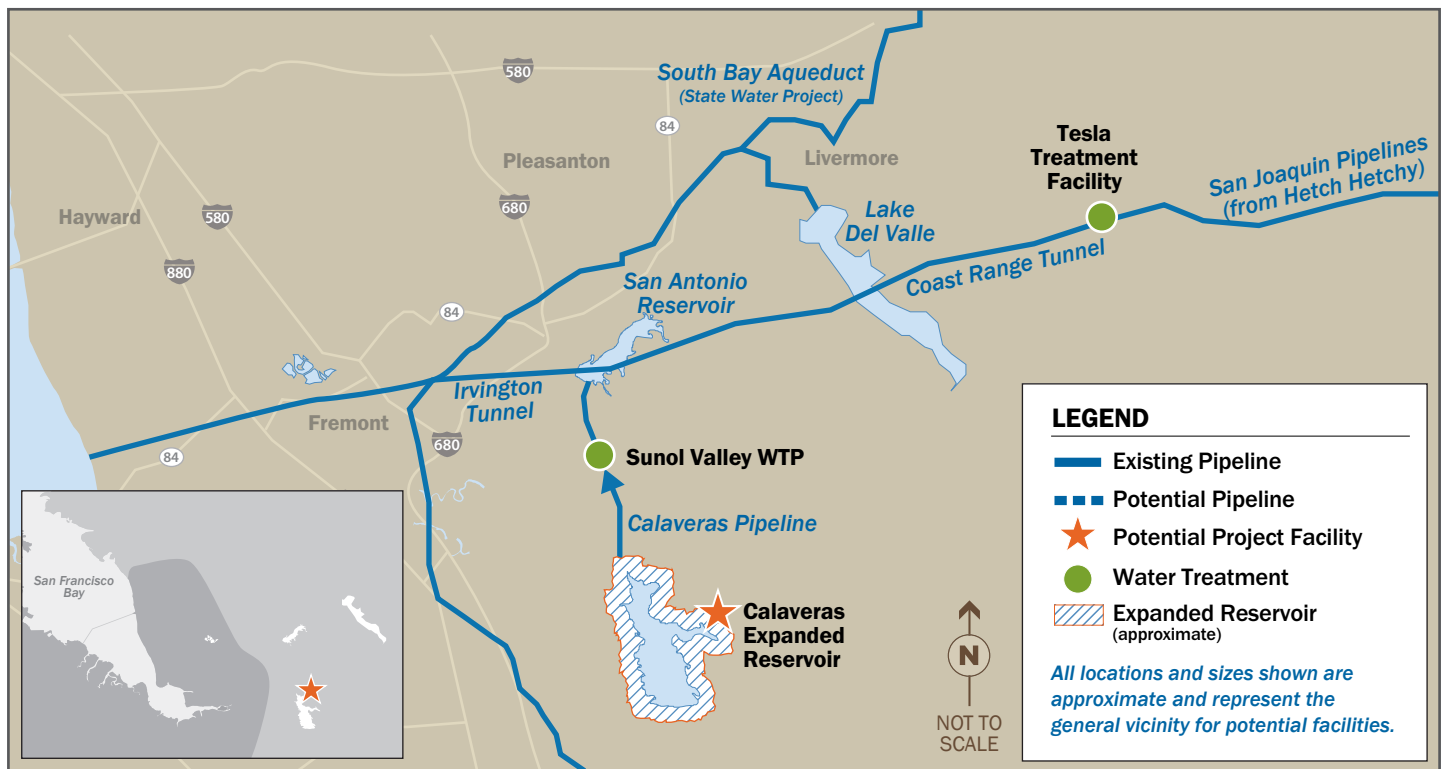 580
South Bay Aqueduct
(State Water Project)
84
Pleasanton
Livermore
Tesla
Treatment
Facility
San Joaquin Pipelines
(from Hetch Hetchy)
Hayward
580
680
Lake
Del Valle
880
San Antonio
Reservoir
Coast Range Tunnel
84
Irvington
Tunnel
Fremont
680
84
Sunol Valley WTP
Calaveras Pipeline
Calaveras
Expanded
Reservoir
N
NOT TO
SCALE
San Francisco
Bay
LEGEND
Existing Pipeline
Potential Pipeline
Potential Project Facility
Water Treatment
Expanded Reservoir
(approximate)
All locations and sizes shown are
approximate and represent the
general vicinity for potential facilities.